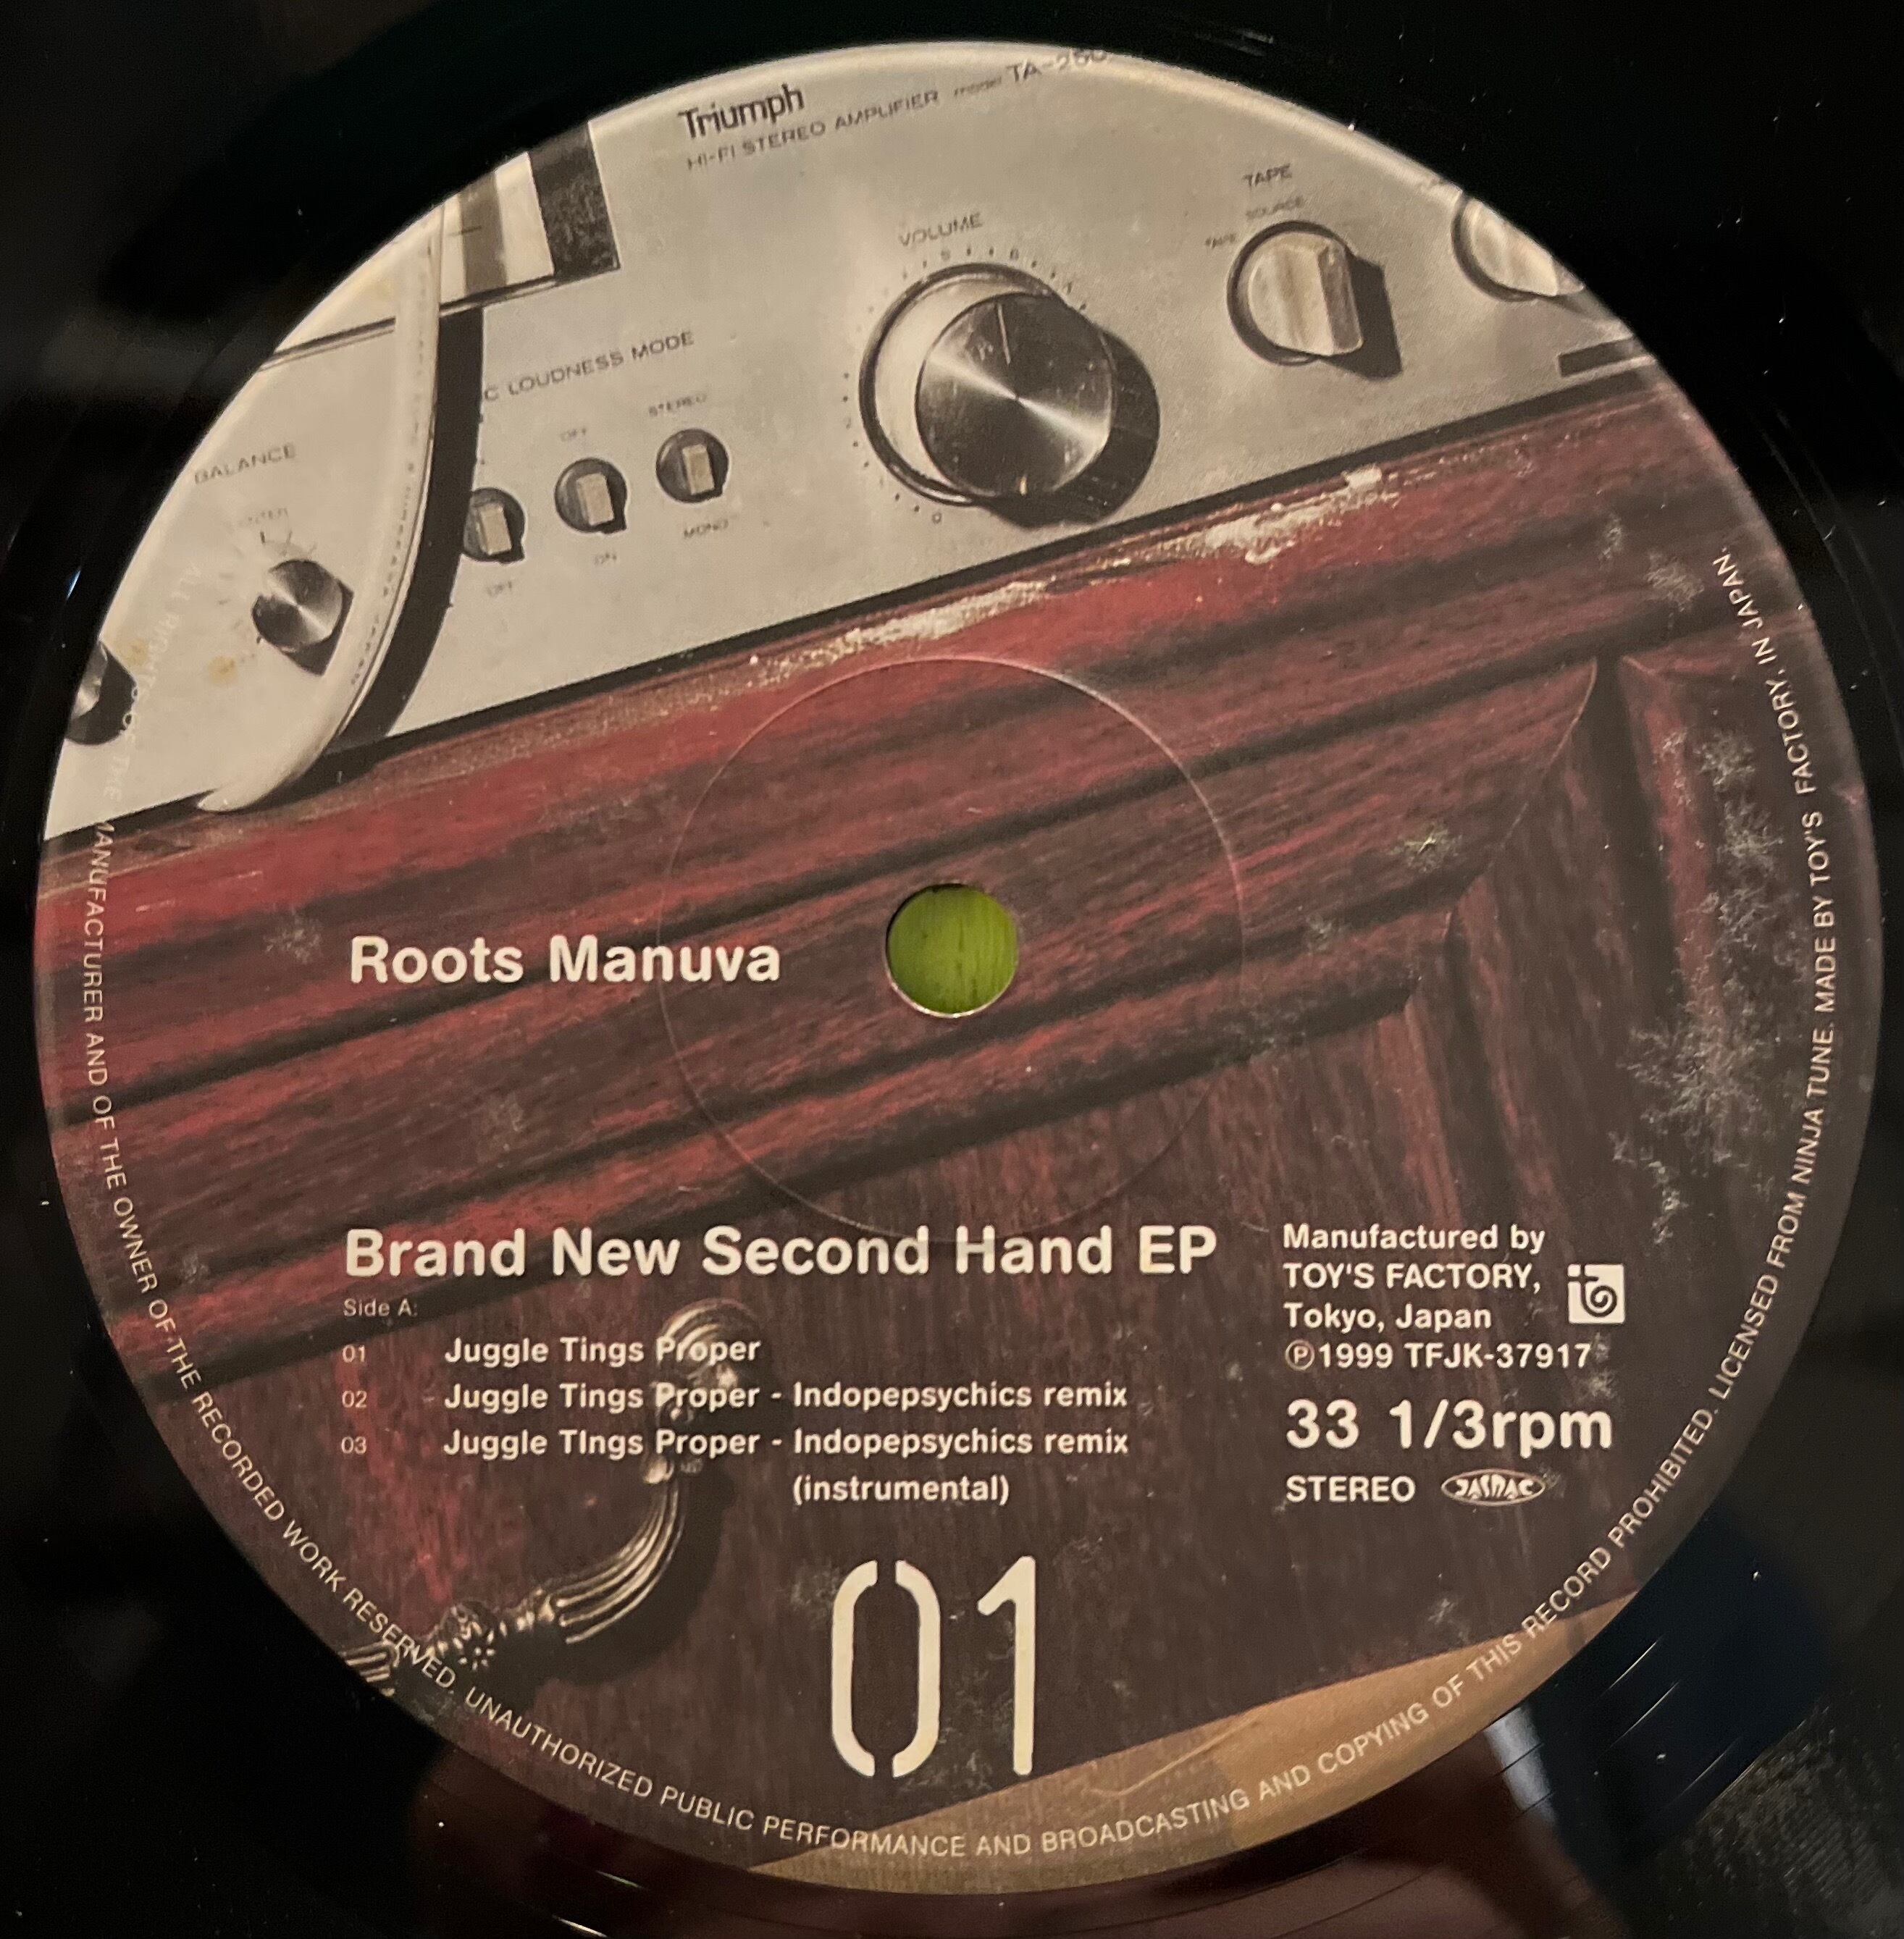 Triumph
HI-FI STEREO AMPLIFIER model
VOLUME
TAPE
SOURCE
TAPE
LOUDNESS MODE
STEREO
OFF
MONO
ON
OFF
BALANCE
Roots Manuva
Brand New Second Hand EP
Side A:
01 Juggle Tings Proper
02 Juggle Tings Proper - Indopepsychics remix
03 Juggle TIngs Proper - Indopepsychics remix
(instrumental)
Manufactured by
TOY'S FACTORY,
Tokyo, Japan
℗1999 TFJK-37917
33 1/3rpm
STEREO JASRAC
01
THE MANUFACTURER AND OF THE OWNER OF THE RECORDED WORK RESERVED. UNAUTHORIZED PUBLIC PERFORMANCE AND BROADCASTING AND COPYING OF THIS RECORD PROHIBITED. LICENSED FROM NINJA TUNE. MADE BY TOY'S FACTORY. IN JAPAN.